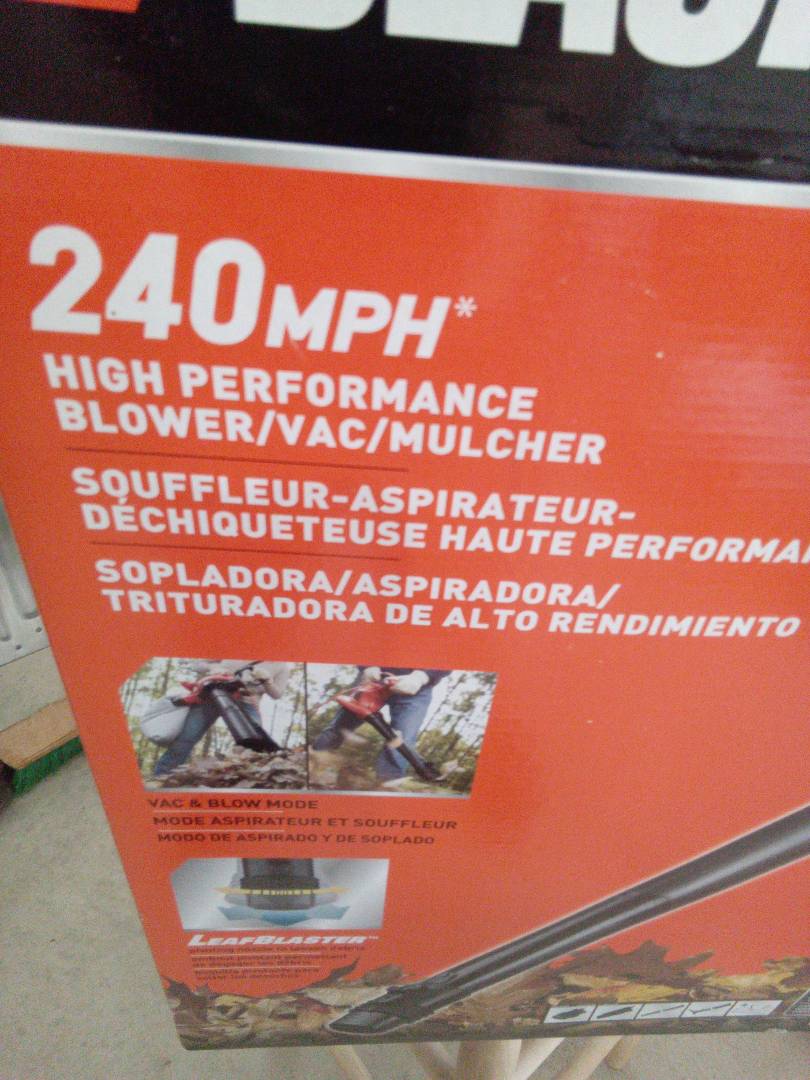 240MPH*
HIGH PERFORMANCE
BLOWER/VAC/MULCHER
SOUFFLEUR-ASPIRATEUR-
DÉCHIQUETEUSE HAUTE
SOPLADORA/ASPIRADORA/
TRITURADORA DE ALTO RENDIMIENTO
VAC & BLOW MODE
MODE ASPIRATEUR ET SOUFFLEUR
MODO DE ASPIRADO Y DE SOPLADO
LEAFBLASTER™